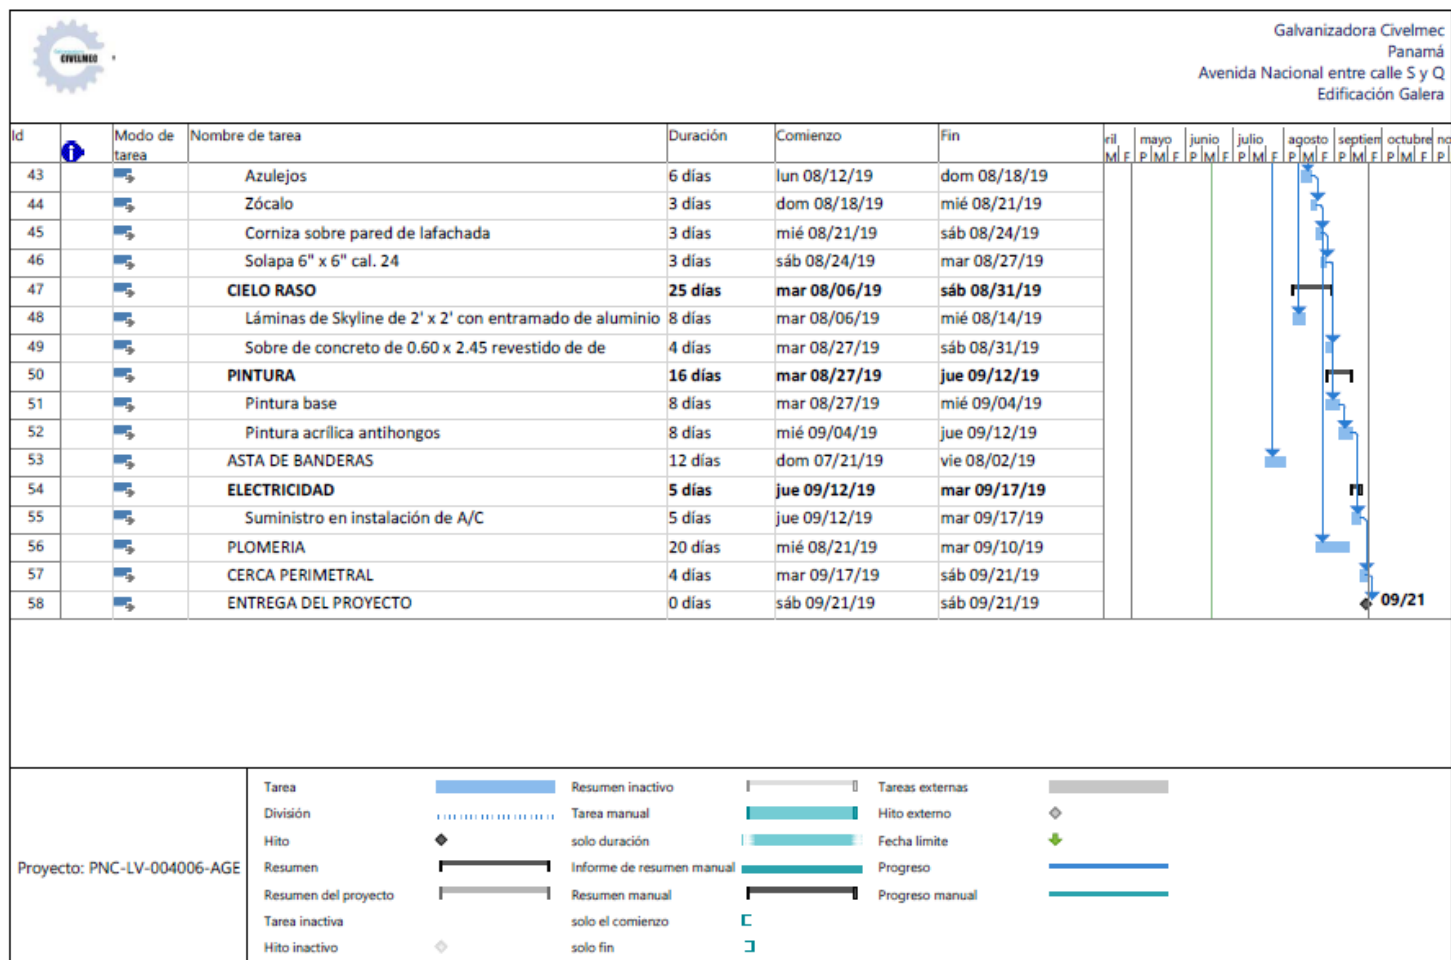 CIVELMEC
Galvanizadora Civelmec
Panamá
Avenida Nacional entre calle S y Q
Edificación Galera
Id Modo de tarea Nombre de tarea Duración Comienzo Fin ril mayo junio julio agosto septiem octubre no
M F P M F P M F P M F P M F P M F P M F P
43 Azulejos 6 días lun 08/12/19 dom 08/18/19
44 Zócalo 3 días dom 08/18/19 mié 08/21/19
45 Corniza sobre pared de lafachada 3 días mié 08/21/19 sáb 08/24/19
46 Solapa 6" x 6" cal. 24 3 días sáb 08/24/19 mar 08/27/19
47 CIELO RASO 25 días mar 08/06/19 sáb 08/31/19
48 Láminas de Skyline de 2' x 2' con entramado de aluminio 8 días mar 08/06/19 mié 08/14/19
49 Sobre de concreto de 0.60 x 2.45 revestido de de 4 días mar 08/27/19 sáb 08/31/19
50 PINTURA 16 días mar 08/27/19 jue 09/12/19
51 Pintura base 8 días mar 08/27/19 mié 09/04/19
52 Pintura acrílica antihongos 8 días mié 09/04/19 jue 09/12/19
53 ASTA DE BANDERAS 12 días dom 07/21/19 vie 08/02/19
54 ELECTRICIDAD 5 días jue 09/12/19 mar 09/17/19
55 Suministro en instalación de A/C 5 días jue 09/12/19 mar 09/17/19
56 PLOMERIA 20 días mié 08/21/19 mar 09/10/19
57 CERCA PERIMETRAL 4 días mar 09/17/19 sáb 09/21/19
58 ENTREGA DEL PROYECTO 0 días sáb 09/21/19 sáb 09/21/19 09/21
Proyecto: PNC-LV-004006-AGE
Tarea Resumen inactivo Tareas externas
División Tarea manual Hito externo
Hito solo duración Fecha límite
Resumen Informe de resumen manual Progreso
Resumen del proyecto Resumen manual Progreso manual
Tarea inactiva solo el comienzo
Hito inactivo solo fin